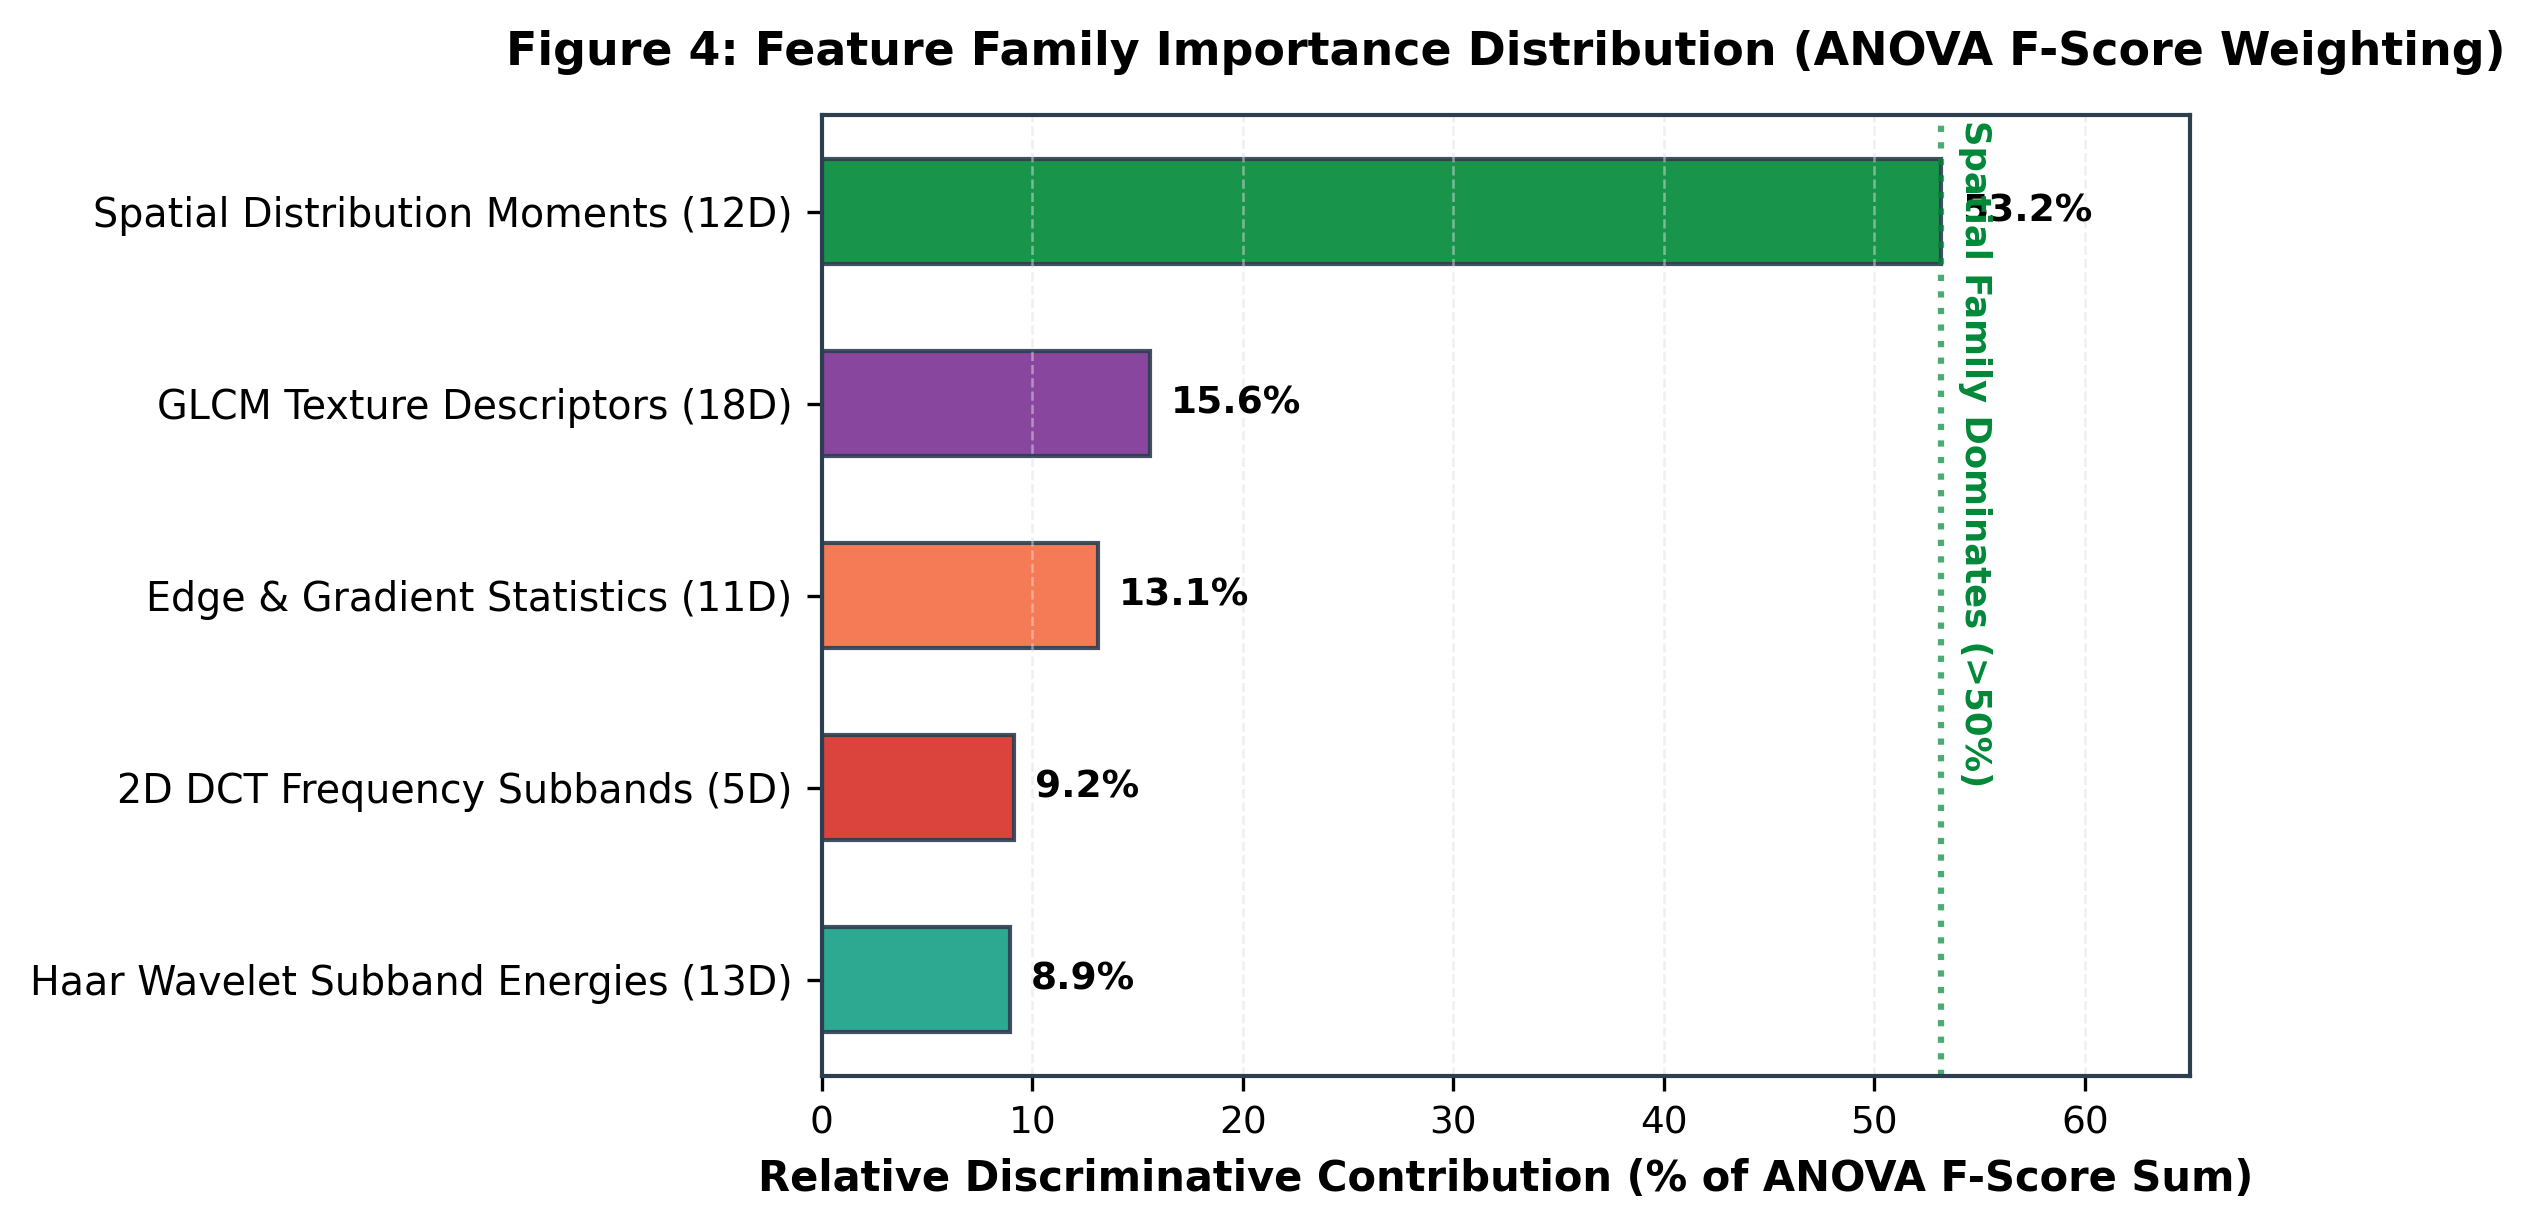 Figure 4: Feature Family Importance Distribution (ANOVA F-Score Weighting)
Spatial Distribution Moments (12D)
53.2%
GLCM Texture Descriptors (18D)
15.6%
Edge & Gradient Statistics (11D)
13.1%
2D DCT Frequency Subbands (5D)
9.2%
Haar Wavelet Subband Energies (13D)
8.9%
Spatial Family Dominates (>50%)
0 10 20 30 40 50 60
Relative Discriminative Contribution (% of ANOVA F-Score Sum)